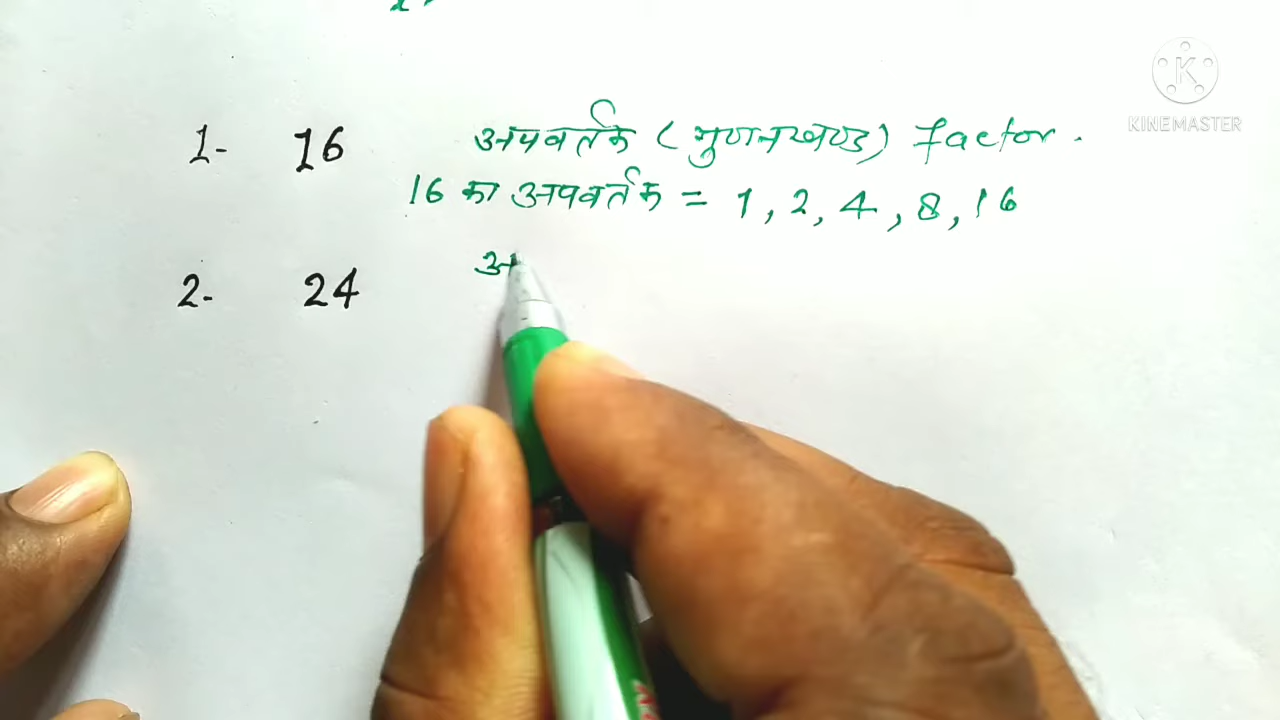 1- 16 अपवर्तक (गुणनखण्ड) factor.
16 का अपवर्तक = 1, 2, 4, 8, 16
अ
2- 24
KINEMASTER